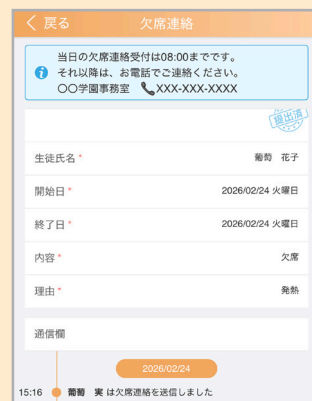 戻る 欠席連絡
当日の欠席連絡受付は08:00までです。
それ以降は、お電話でご連絡ください。
〇〇学園事務室 XXX-XXX-XXXX
提出済
生徒氏名* 葡萄 花子
開始日* 2026/02/24 火曜日
終了日* 2026/02/24 火曜日
内容* 欠席
理由* 発熱
通信欄
2026/02/24
15:16 葡萄 実 は欠席連絡を送信しました